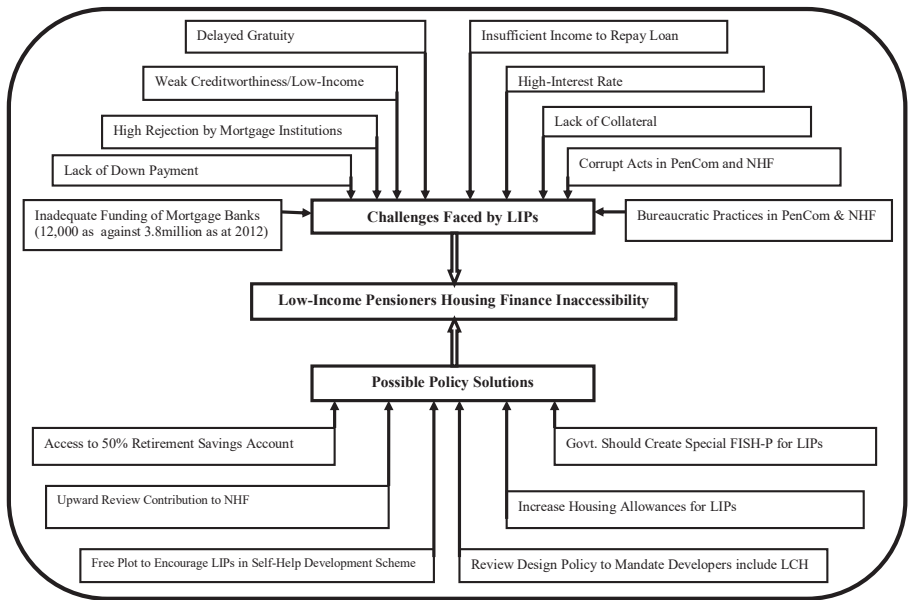 Delayed Gratuity
Insufficient Income to Repay Loan
Weak Creditworthiness/Low-Income
High-Interest Rate
High Rejection by Mortgage Institutions
Lack of Collateral
Lack of Down Payment
Corrupt Acts in PenCom and NHF
Inadequate Funding of Mortgage Banks
(12,000 as against 3.8million as at 2012)
Challenges Faced by LIPs
Bureaucratic Practices in PenCom & NHF
Low-Income Pensioners Housing Finance Inaccessibility
Possible Policy Solutions
Access to 50% Retirement Savings Account
Govt. Should Create Special FISH-P for LIPs
Upward Review Contribution to NHF
Increase Housing Allowances for LIPs
Free Plot to Encourage LIPs in Self-Help Development Scheme
Review Design Policy to Mandate Developers include LCH